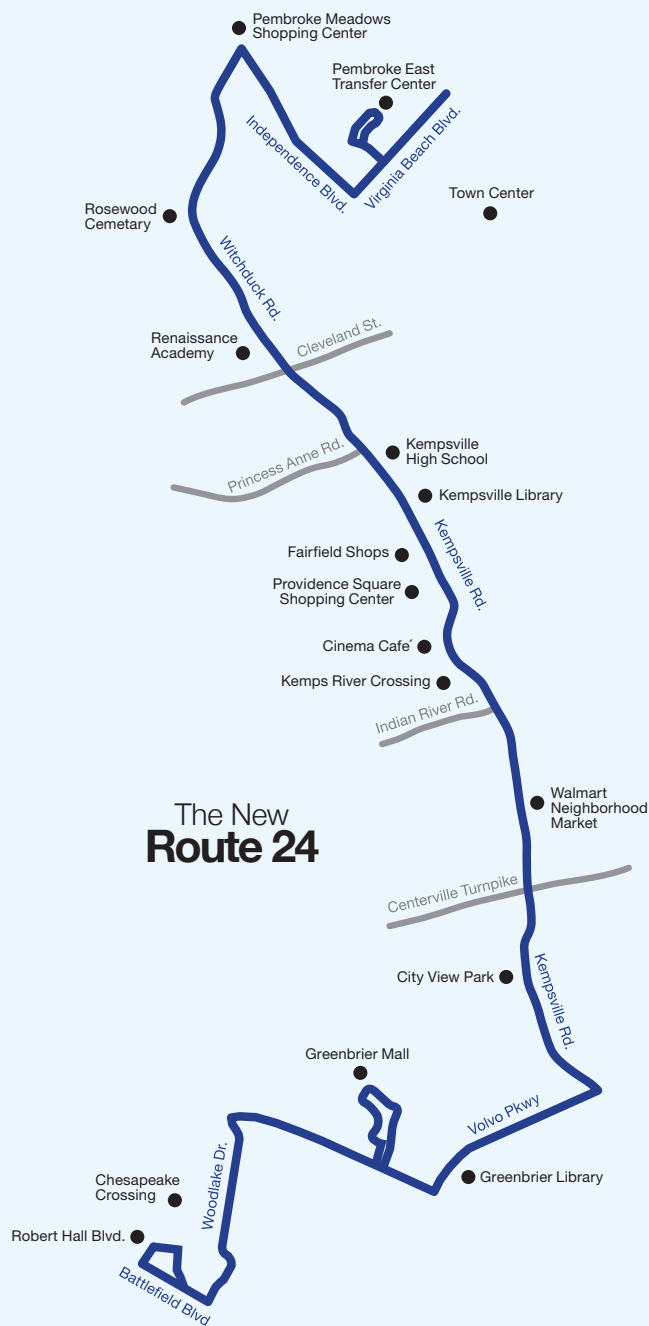 Pembroke Meadows
Shopping Center
Pembroke East
Transfer Center
Independence Blvd.
Virginia Beach Blvd.
Town Center
Rosewood
Cemetary
Witchduck Rd.
Renaissance
Academy
Cleveland St.
Princess Anne Rd.
Kempsville
High School
Kempsville Library
Kempsville Rd.
Fairfield Shops
Providence Square
Shopping Center
Cinema Cafe´
Kemps River Crossing
Indian River Rd.
Walmart
Neighborhood
Market
The New
Route 24
Centerville Turnpike
City View Park
Kempsville Rd.
Greenbrier Mall
Volvo Pkwy
Greenbrier Library
Woodlake Dr.
Chesapeake
Crossing
Robert Hall Blvd.
Battlefield Blvd